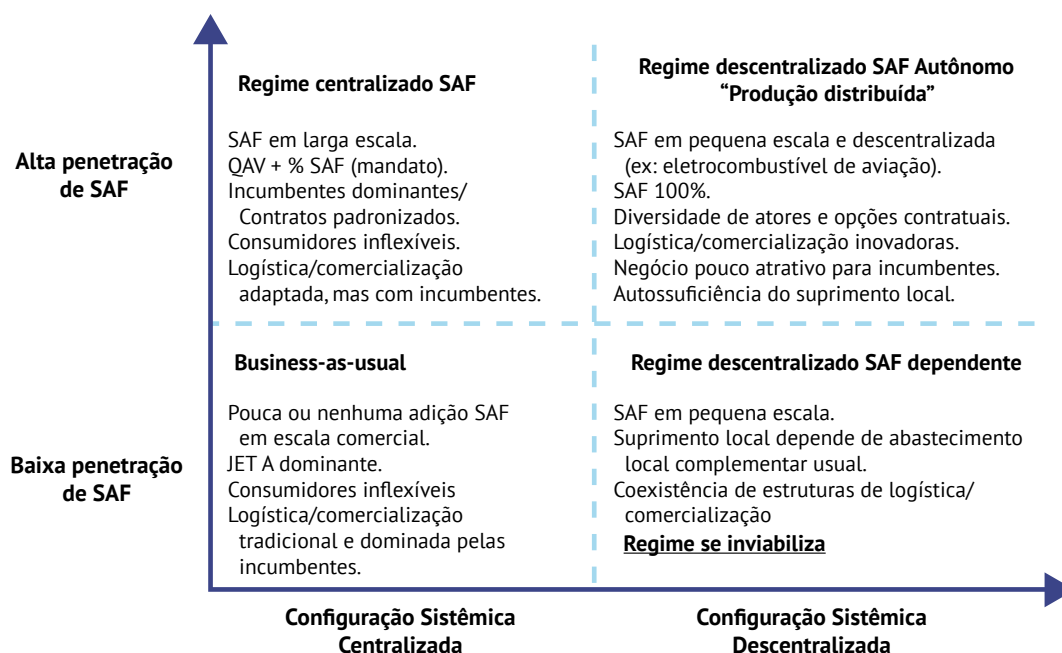 Alta penetração
de SAF
Regime centralizado SAF
SAF em larga escala.
QAV + % SAF (mandato).
Incumbentes dominantes/
Contratos padronizados.
Consumidores inflexíveis.
Logística/comercialização
adaptada, mas com incumbentes.
Regime descentralizado SAF Autônomo
“Produção distribuída”
SAF em pequena escala e descentralizada
(ex: eletrocombustível de aviação).
SAF 100%.
Diversidade de atores e opções contratuais.
Logística/comercialização inovadoras.
Negócio pouco atrativo para incumbentes.
Autossuficiência do suprimento local.
Baixa penetração
de SAF
Business-as-usual
Pouca ou nenhuma adição SAF
em escala comercial.
JET A dominante.
Consumidores inflexíveis
Logística/comercialização
tradicional e dominada pelas
incumbentes.
Regime descentralizado SAF dependente
SAF em pequena escala.
Suprimento local depende de abastecimento
local complementar usual.
Coexistência de estruturas de logística/
comercialização
Regime se inviabiliza
Configuração Sistêmica
Centralizada
Configuração Sistêmica
Descentralizada